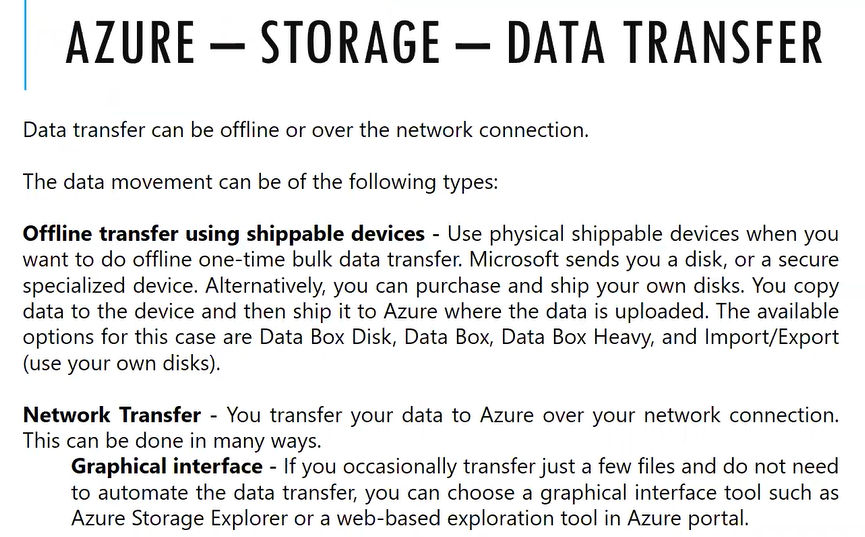 AZURE — STORAGE — DATA TRANSFER
Data transfer can be offline or over the network connection.
The data movement can be of the following types:
Offline transfer using shippable devices - Use physical shippable devices when you
want to do offline one-time bulk data transfer. Microsoft sends you a disk, or a secure
specialized device. Alternatively, you can purchase and ship your own disks. You copy
data to the device and then ship it to Azure where the data is uploaded. The available
options for this case are Data Box Disk, Data Box, Data Box Heavy, and Import/Export
(use your own disks).
Network Transfer - You transfer your data to Azure over your network connection.
This can be done in many ways.
Graphical interface - If you occasionally transfer just a few files and do not need
to automate the data transfer, you can choose a graphical interface tool such as
Azure Storage Explorer or a web-based exploration tool in Azure portal.